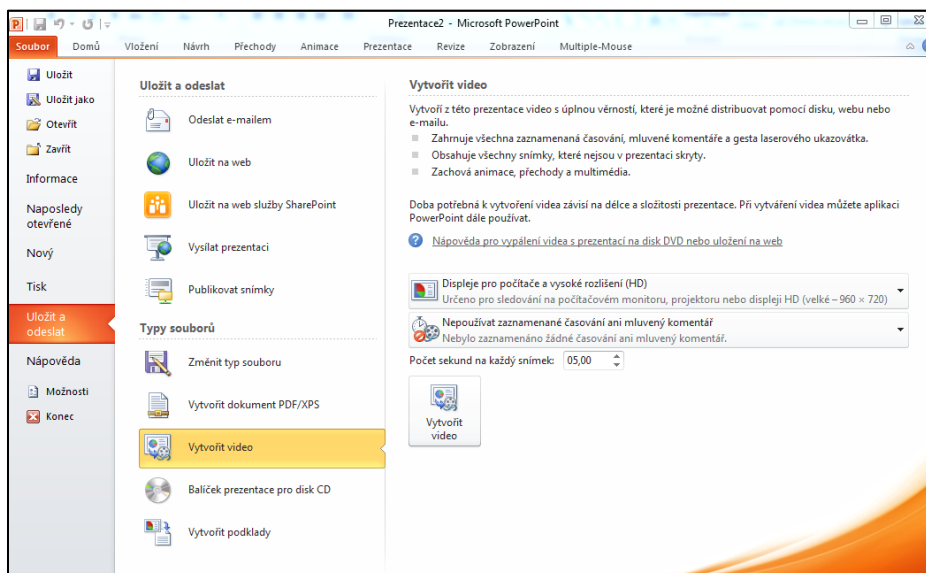 Prezentace2 - Microsoft PowerPoint
Soubor Domů Vložení Návrh Přechody Animace Prezentace Revize Zobrazení Multiple-Mouse
Uložit
Uložit jako
Otevřít
Zavřít
Informace
Naposledy
otevřené
Nový
Tisk
Uložit a
odeslat
Nápověda
Možnosti
Konec
Uložit a odeslat
Odeslat e-mailem
Uložit na web
Uložit na web služby SharePoint
Vysílat prezentaci
Publikovat snímky
Typy souborů
Změnit typ souboru
Vytvořit dokument PDF/XPS
Vytvořit video
Balíček prezentace pro disk CD
Vytvořit podklady
Vytvořit video
Vytvoří z této prezentace video s úplnou věrností, které je možné distribuovat pomocí disku, webu nebo
e-mailu.
Zahrnuje všechna zaznamenaná časování, mluvené komentáře a gesta laserového ukazovátka.
Obsahuje všechny snímky, které nejsou v prezentaci skryty.
Zachová animace, přechody a multimédia.
Doba potřebná k vytvoření videa závisí na délce a složitosti prezentace. Při vytváření videa můžete aplikaci
PowerPoint dále používat.
Nápověda pro vypálení videa s prezentací na disk DVD nebo uložení na web
Displeje pro počítače a vysoké rozlišení (HD)
Určeno pro sledování na počítačovém monitoru, projektoru nebo displeji HD (velké – 960 × 720)
Nepoužívat zaznamenané časování ani mluvený komentář
Nebylo zaznamenáno žádné časování ani mluvený komentář.
Počet sekund na každý snímek: 05,00
Vytvořit
video